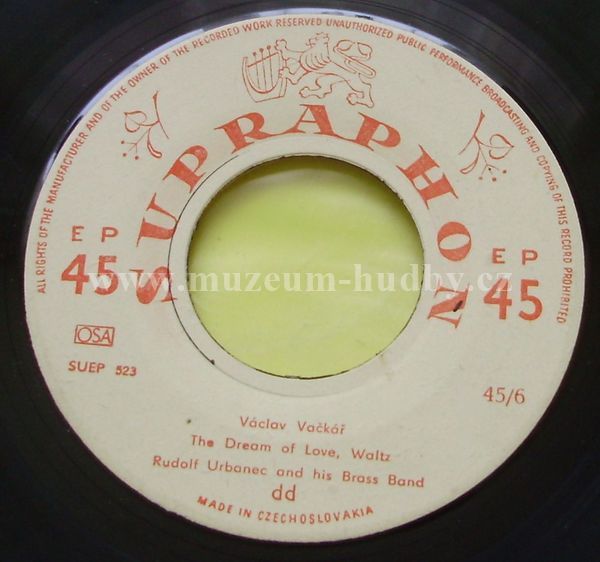 ALL RIGHTS OF THE MANUFACTURER AND OF THE OWNER OF THE RECORDED WORK RESERVED UNAUTHORIZED PUBLIC PERFORMANCE BROADCASTING AND COPYING OF THIS RECORD PROHIBITED
SUPRAPHON
EP
45
EP
45
www.muzeum-hudby.cz
OSA
SUEP 523
45/6
Václav Vačkář
The Dream of Love, Waltz
Rudolf Urbanec and his Brass Band
dd
MADE IN CZECHOSLOVAKIA